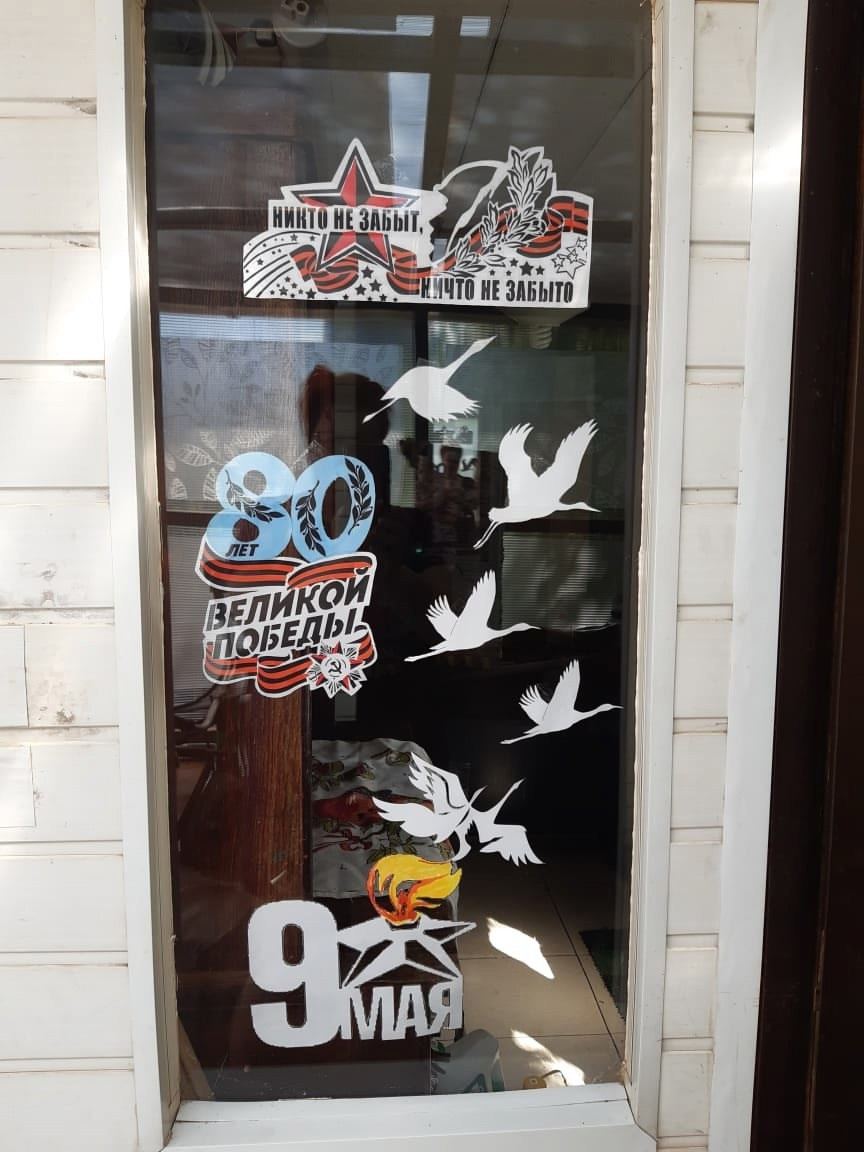 НИКТО НЕ ЗАБЫТ,
НИЧТО НЕ ЗАБЫТО
80
ЛЕТ
ВЕЛИКОЙ
ПОБЕДЫ
9 МАЯ